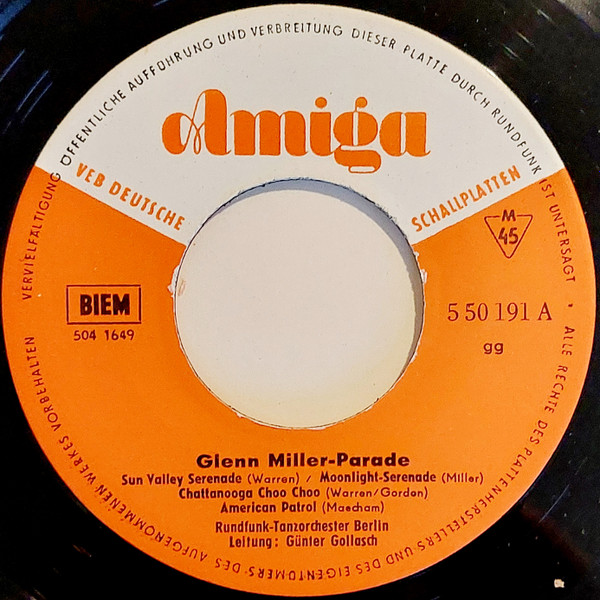 VERVIELFÄLTIGUNG ÖFFENTLICHE AUFFÜHRUNG UND VERBREITUNG DIESER PLATTE DURCH RUNDFUNK IST UNTERSAGT • ALLE RECHTE DES PLATTENHERSTELLERS UND DES EIGENTÜMERS DES AUFGENOMMENEN WERKES VORBEHALTEN
Amiga
VEB DEUTSCHE SCHALLPLATTEN
M
45
BIEM
504 1649
5 50 191 A
gg
Glenn Miller-Parade
Sun Valley Serenade (Warren) / Moonlight-Serenade (Miller)
Chattanooga Choo Choo (Warren/Gordon)
American Patrol (Maecham)
Rundfunk-Tanzorchester Berlin
Leitung: Günter Gollasch